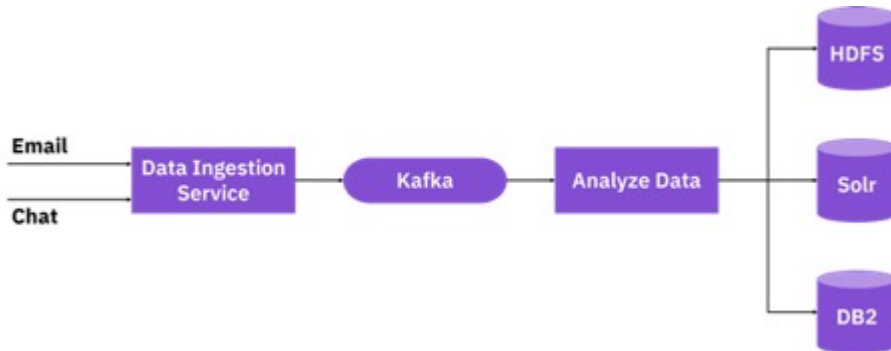 Email
Chat
Data Ingestion
Service
Kafka
Analyze Data
HDFS
Solr
DB2